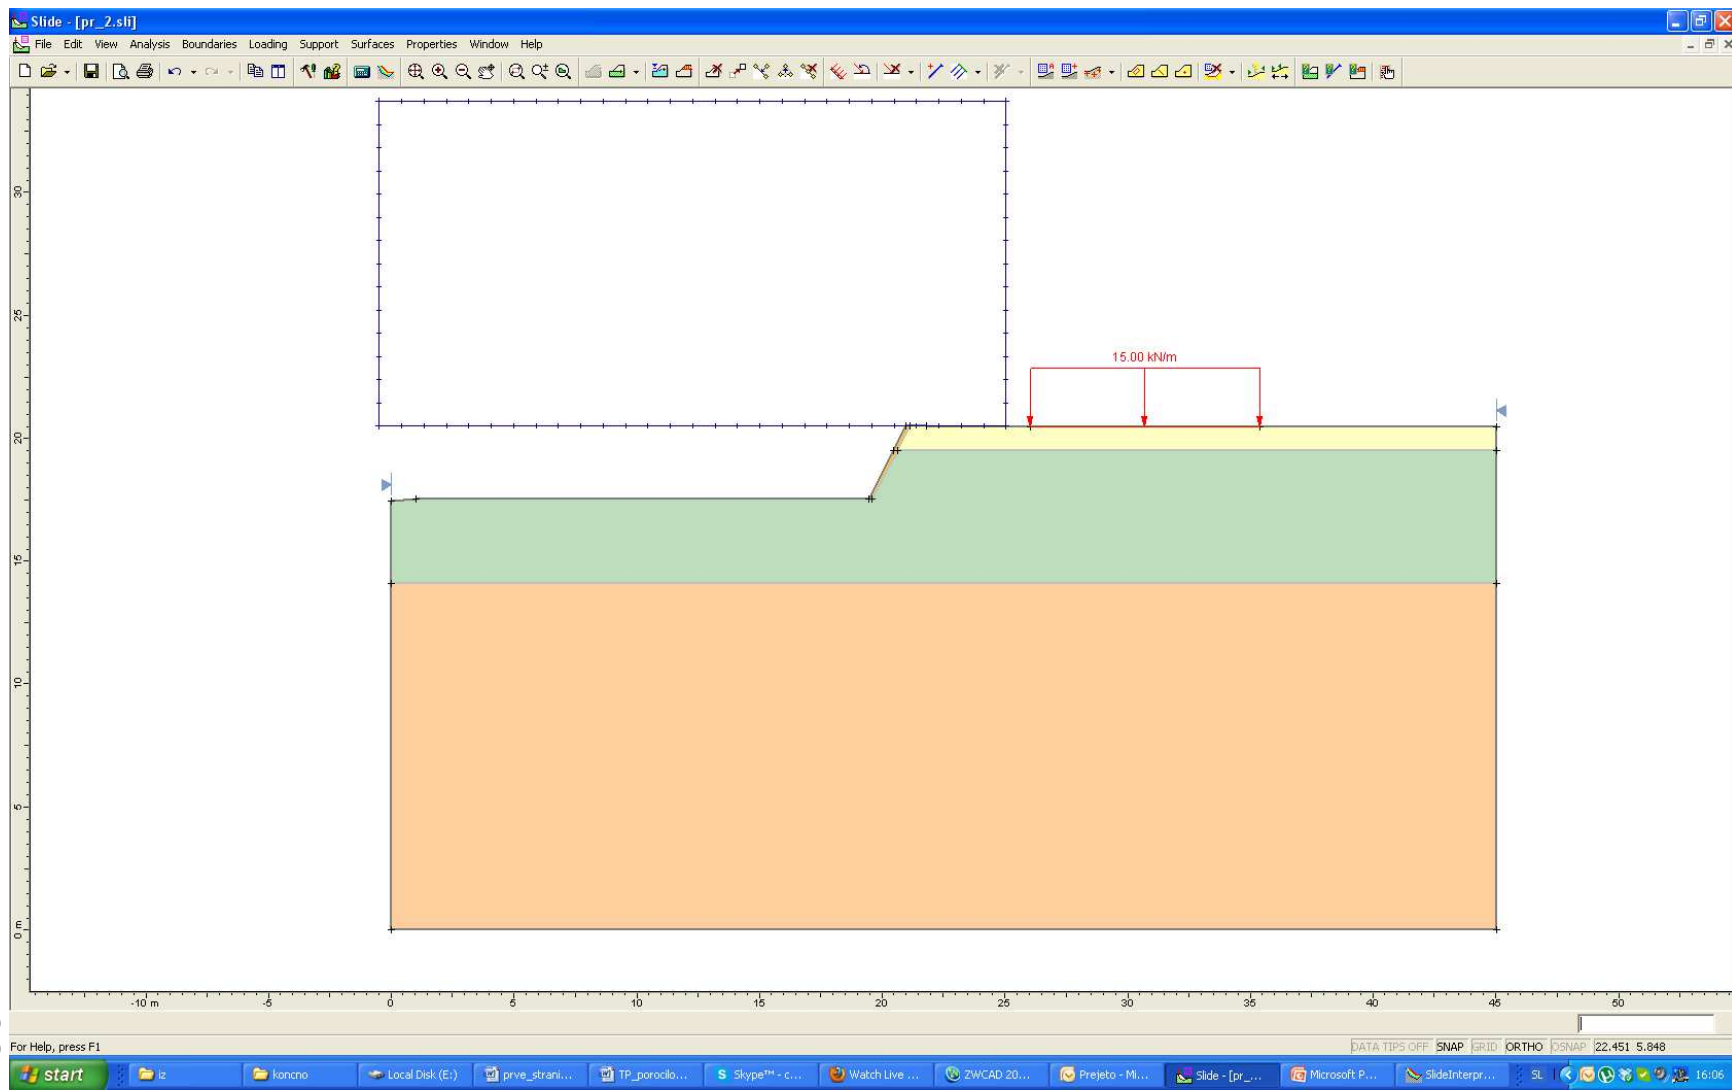 Slide - [pr_2.sli]
File Edit View Analysis Boundaries Loading Support Surfaces Properties Window Help
30
25
15.00 kN/m
20
15
10
5
0 m
-10 m -5 0 5 10 15 20 25 30 35 40 45 50
For Help, press F1
DATA TIPS OFF SNAP GRID ORTHO OSNAP 22.451 5.848
start iz koncno Local Disk (E:) prve_strani... TP_porocilo... Skype™ - c... Watch Live ... ZWCAD 20... Prejeto - Mi... Slide - [pr_... Microsoft P... SlideInterpr... SL 16:06